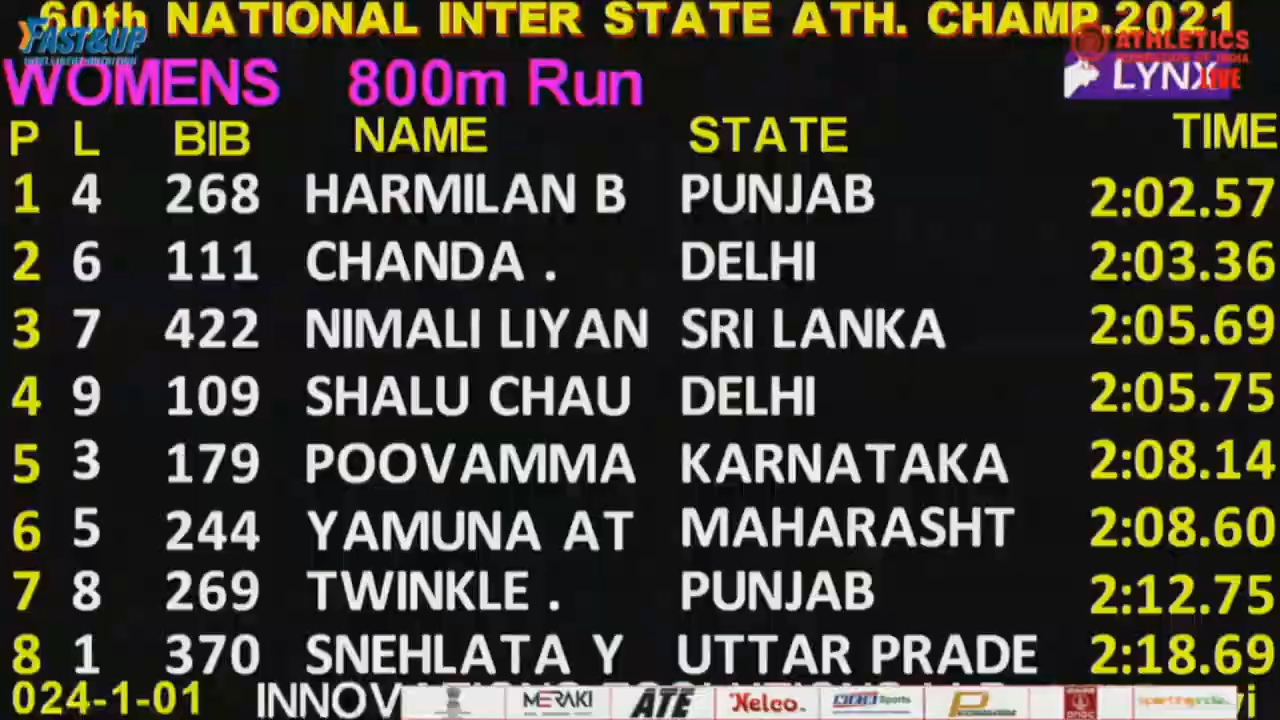 60th NATIONAL INTER STATE ATH. CHAMP.2021
FAST&UP
ATHLETICS
WOMENS 800m Run
LYNX
LIVE
P L BIB NAME STATE TIME
1 4 268 HARMILAN B PUNJAB 2:02.57
2 6 111 CHANDA . DELHI 2:03.36
3 7 422 NIMALI LIYAN SRI LANKA 2:05.69
4 9 109 SHALU CHAU DELHI 2:05.75
5 3 179 POOVAMMA KARNATAKA 2:08.14
6 5 244 YAMUNA AT MAHARASHT 2:08.60
7 8 269 TWINKLE . PUNJAB 2:12.75
8 1 370 SNEHLATA Y UTTAR PRADE 2:18.69
024-1-01
MERAKI ATE Nelco